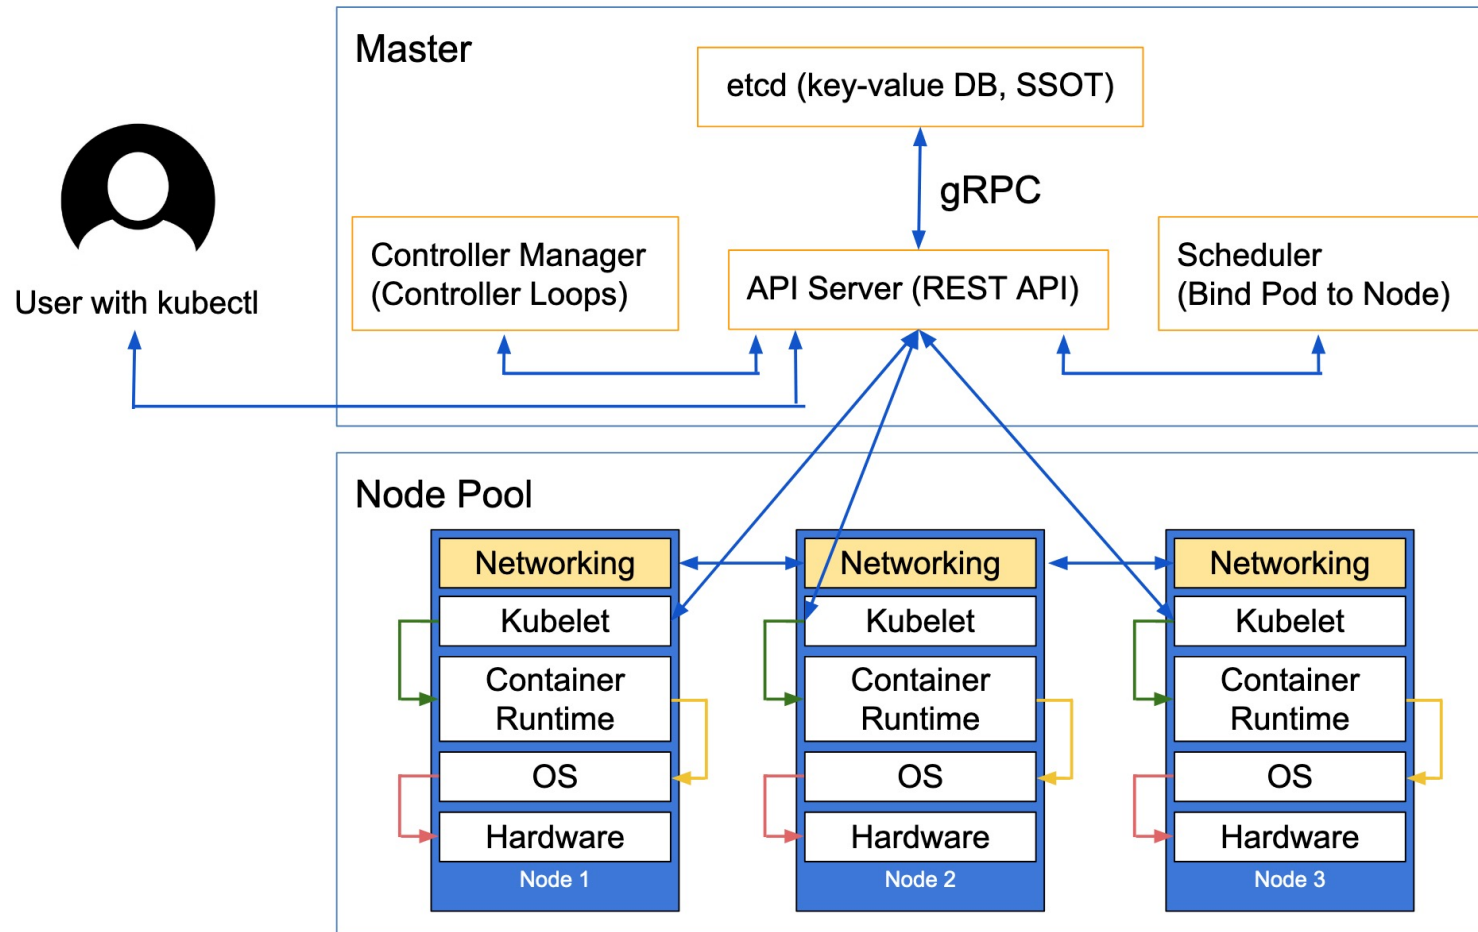 Master
etcd (key-value DB, SSOT)
gRPC
Controller Manager
(Controller Loops)
API Server (REST API)
Scheduler
(Bind Pod to Node)
User with kubectl
Node Pool
Networking
Kubelet
Container
Runtime
OS
Hardware
Node 1
Networking
Kubelet
Container
Runtime
OS
Hardware
Node 2
Networking
Kubelet
Container
Runtime
OS
Hardware
Node 3